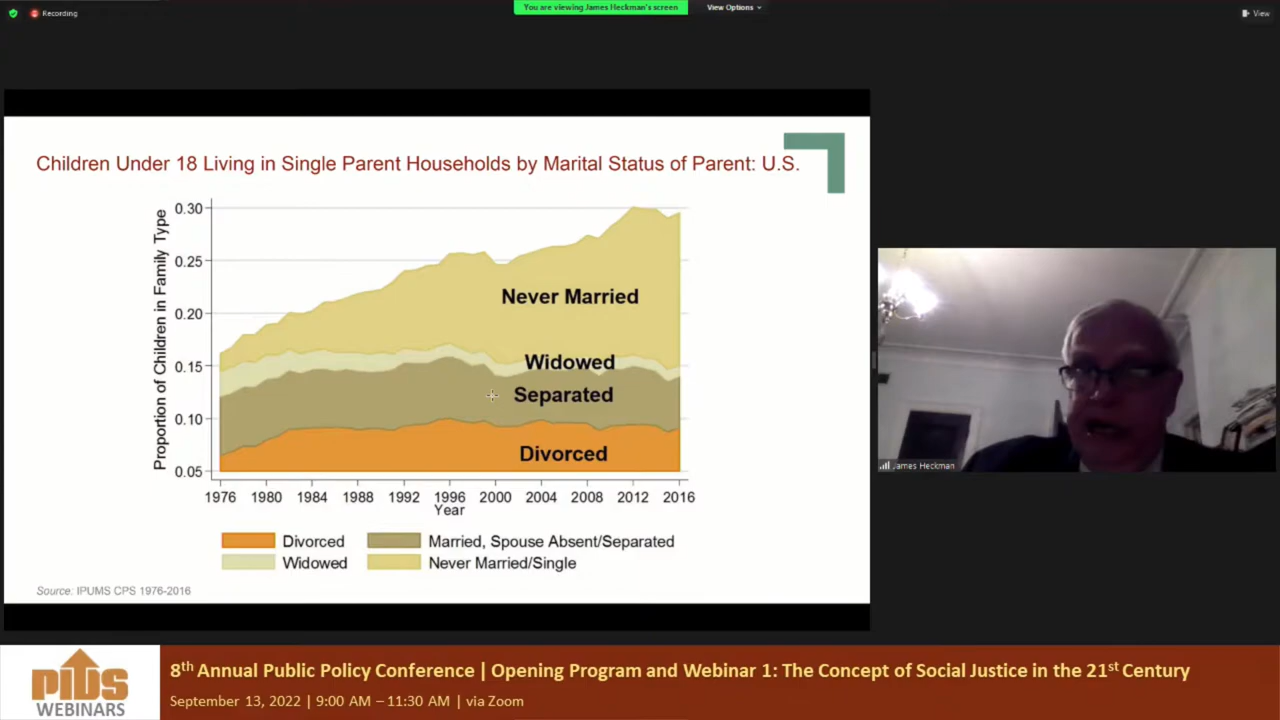 Recording
You are viewing James Heckman's screen
View Options
View
Children Under 18 Living in Single Parent Households by Marital Status of Parent: U.S.
Proportion of Children in Family Type
0.30
0.25
0.20
0.15
0.10
0.05
Never Married
Widowed
Separated
Divorced
1976 1980 1984 1988 1992 1996 2000 2004 2008 2012 2016
Year
Divorced Married, Spouse Absent/Separated
Widowed Never Married/Single
Source: IPUMS CPS 1976-2016
James Heckman
PIDS
WEBINARS
8th Annual Public Policy Conference | Opening Program and Webinar 1: The Concept of Social Justice in the 21st Century
September 13, 2022 | 9:00 AM – 11:30 AM | via Zoom